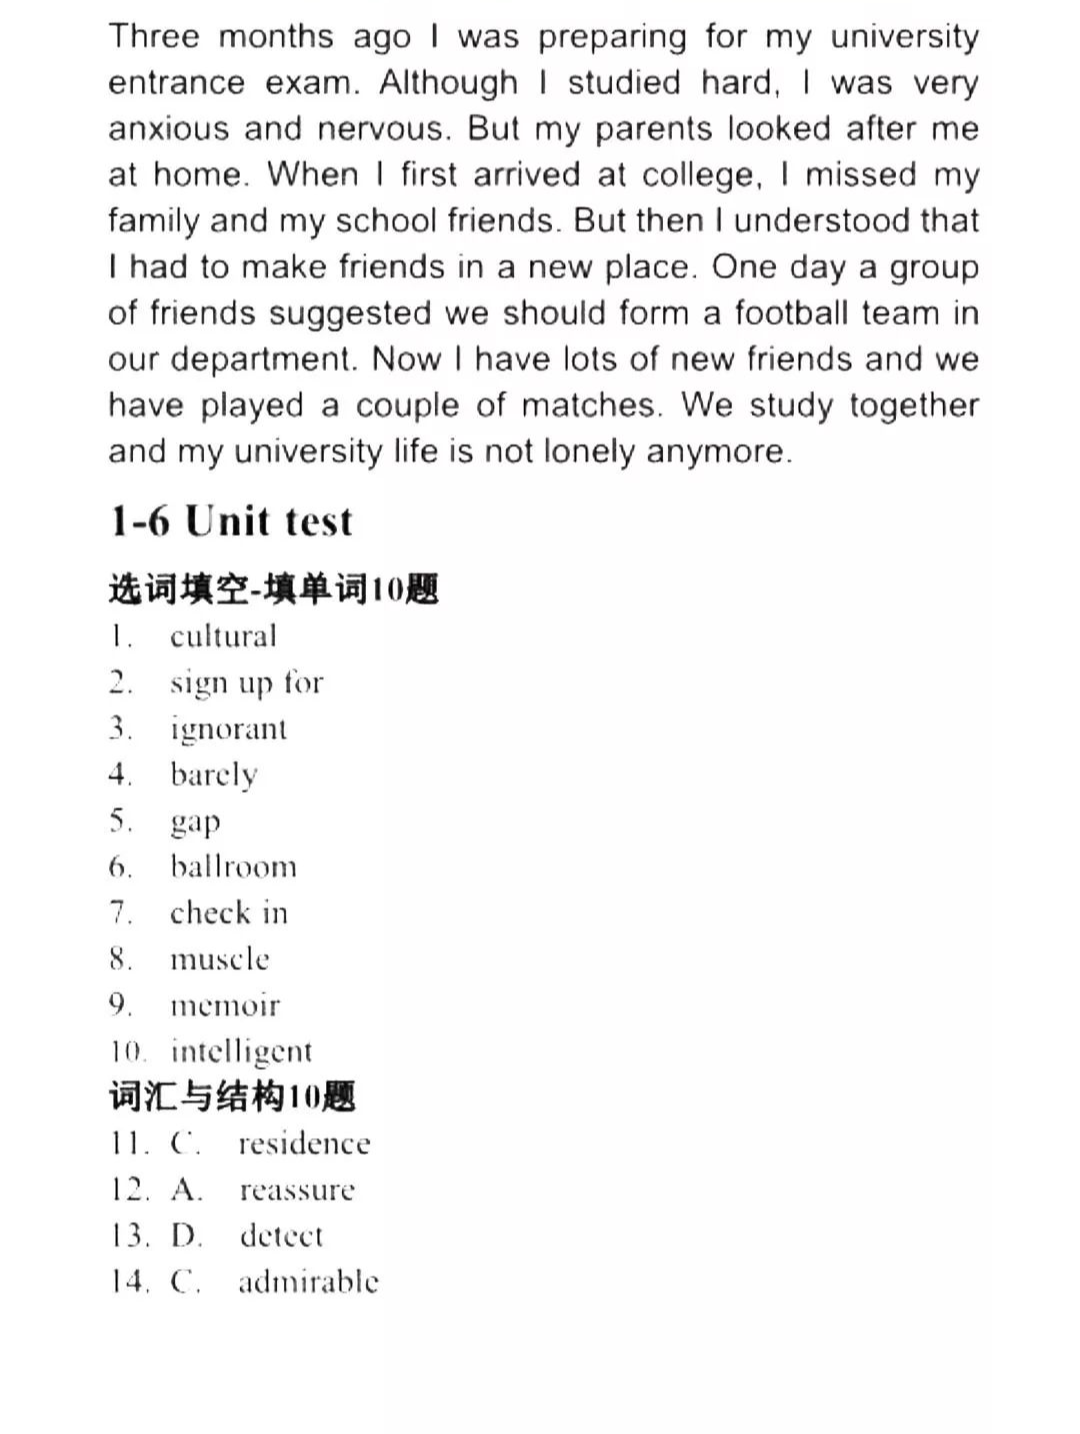 Three months ago I was preparing for my university
entrance exam. Although I studied hard, I was very
anxious and nervous. But my parents looked after me
at home. When I first arrived at college, I missed my
family and my school friends. But then I understood that
I had to make friends in a new place. One day a group
of friends suggested we should form a football team in
our department. Now I have lots of new friends and we
have played a couple of matches. We study together
and my university life is not lonely anymore.
1-6 Unit test
选词填空-填单词10题
1. cultural
2. sign up for
3. ignorant
4. barely
5. gap
6. ballroom
7. check in
8. muscle
9. memoir
10. intelligent
词汇与结构10题
11. C. residence
12. A. reassure
13. D. detect
14. C. admirable